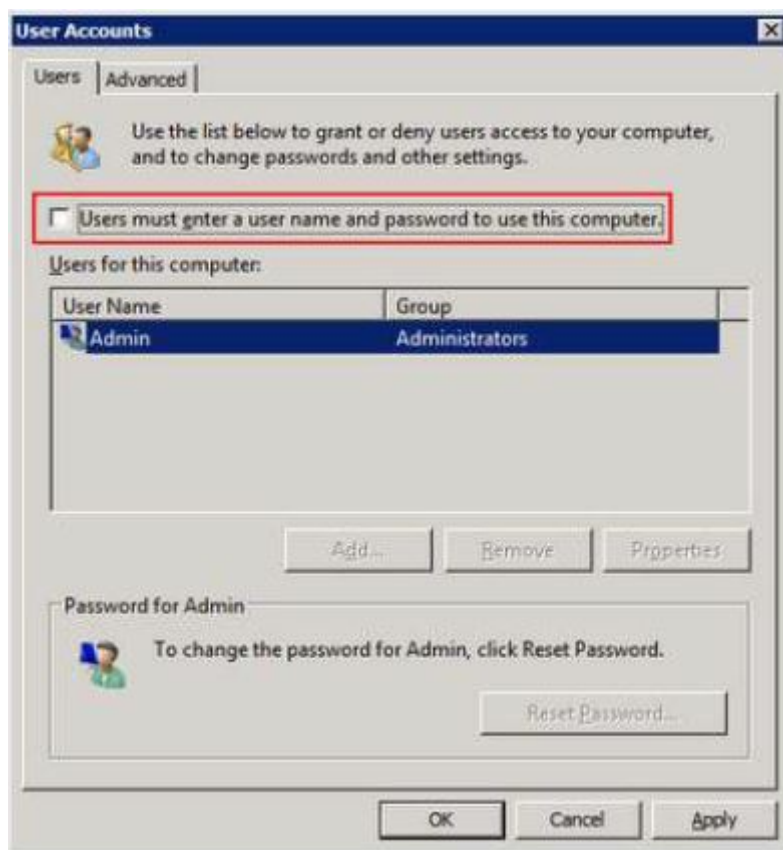 User Accounts
Users Advanced
Use the list below to grant or deny users access to your computer,
and to change passwords and other settings.
Users must enter a user name and password to use this computer.
Users for this computer:
User Name Group
Admin Administrators
Add... Remove Properties
Password for Admin
To change the password for Admin, click Reset Password.
Reset Password...
OK Cancel Apply